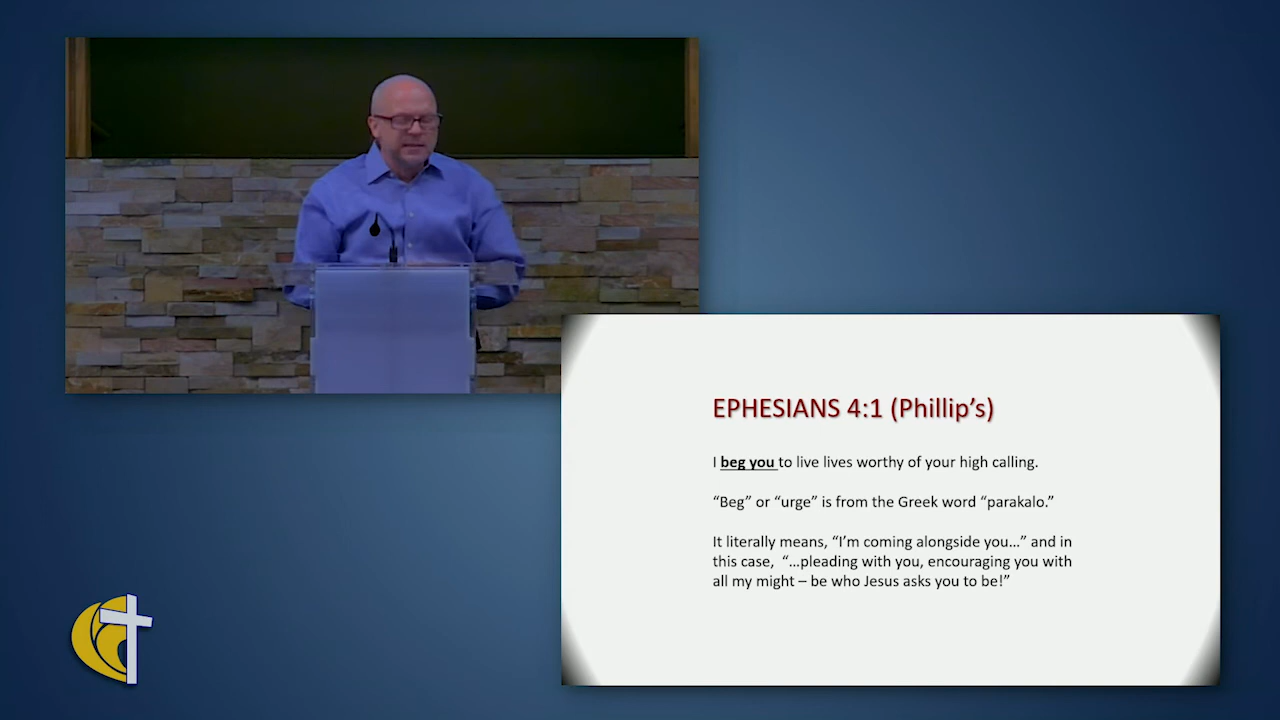 EPHESIANS 4:1 (Phillip’s)
I beg you to live lives worthy of your high calling.
“Beg” or “urge” is from the Greek word “parakalo.”
It literally means, “I’m coming alongside you…” and in
this case,  “…pleading with you, encouraging you with
all my might – be who Jesus asks you to be!”